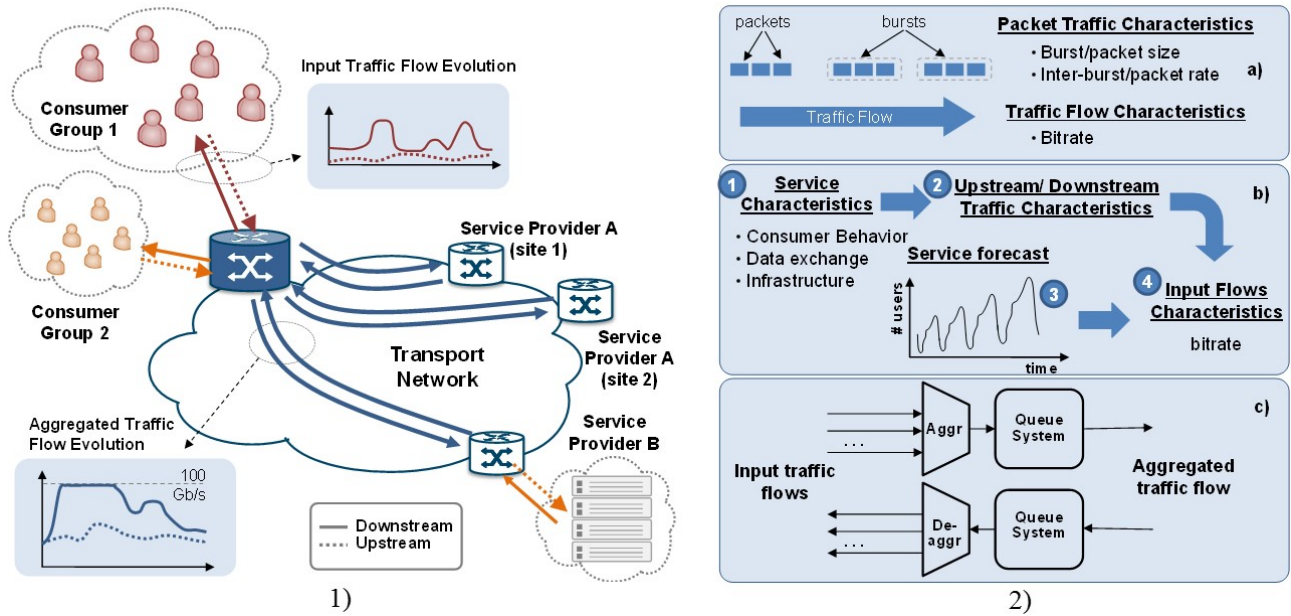 Consumer
Group 1
Input Traffic Flow Evolution
Consumer
Group 2
Service Provider A
(site 1)
Service
Provider A
(site 2)
Transport
Network
Service
Provider B
Aggregated Traffic
Flow Evolution
100
Gb/s
Downstream
Upstream
1)
packets
bursts
Packet Traffic Characteristics
• Burst/packet size
• Inter-burst/packet rate
a)
Traffic Flow
Traffic Flow Characteristics
• Bitrate
b)
1
Service
Characteristics
• Consumer Behavior
• Data exchange
• Infrastructure
2
Upstream/ Downstream
Traffic Characteristics
Service forecast
# users
time
3
4
Input Flows
Characteristics
bitrate
c)
Input traffic
flows
...
Aggr
Queue
System
Aggregated
traffic flow
...
De-
aggr
Queue
System
2)